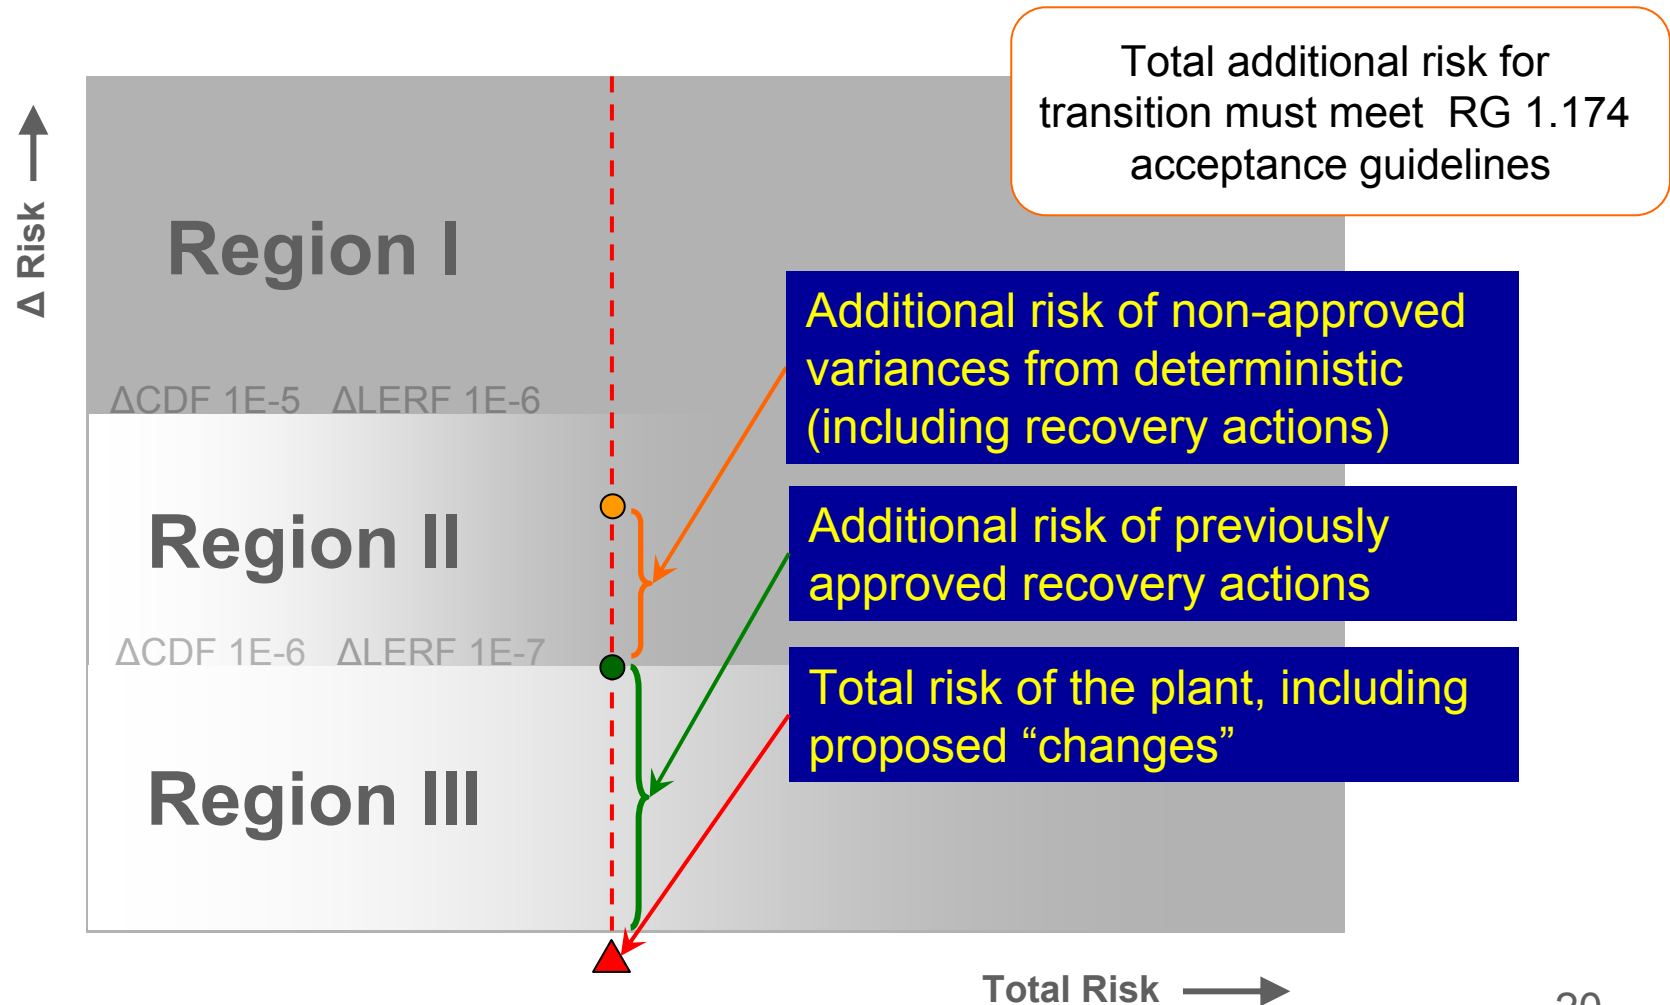 Total additional risk for
transition must meet RG 1.174
acceptance guidelines
Δ Risk
Region I
Additional risk of non-approved
variances from deterministic
(including recovery actions)
ΔCDF 1E-5 ΔLERF 1E-6
Region II
Additional risk of previously
approved recovery actions
ΔCDF 1E-6 ΔLERF 1E-7
Total risk of the plant, including
proposed “changes”
Region III
Total Risk
20